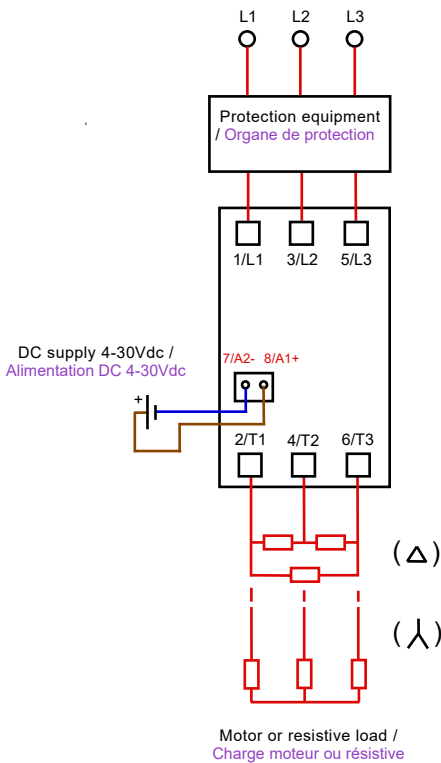 L1 L2 L3
Protection equipment
/ Organe de protection
1/L1 3/L2 5/L3
DC supply 4-30Vdc /
Alimentation DC 4-30Vdc
7/A2- 8/A1+
+
2/T1 4/T2 6/T3
( )
( )
Motor or resistive load /
Charge moteur ou résistive